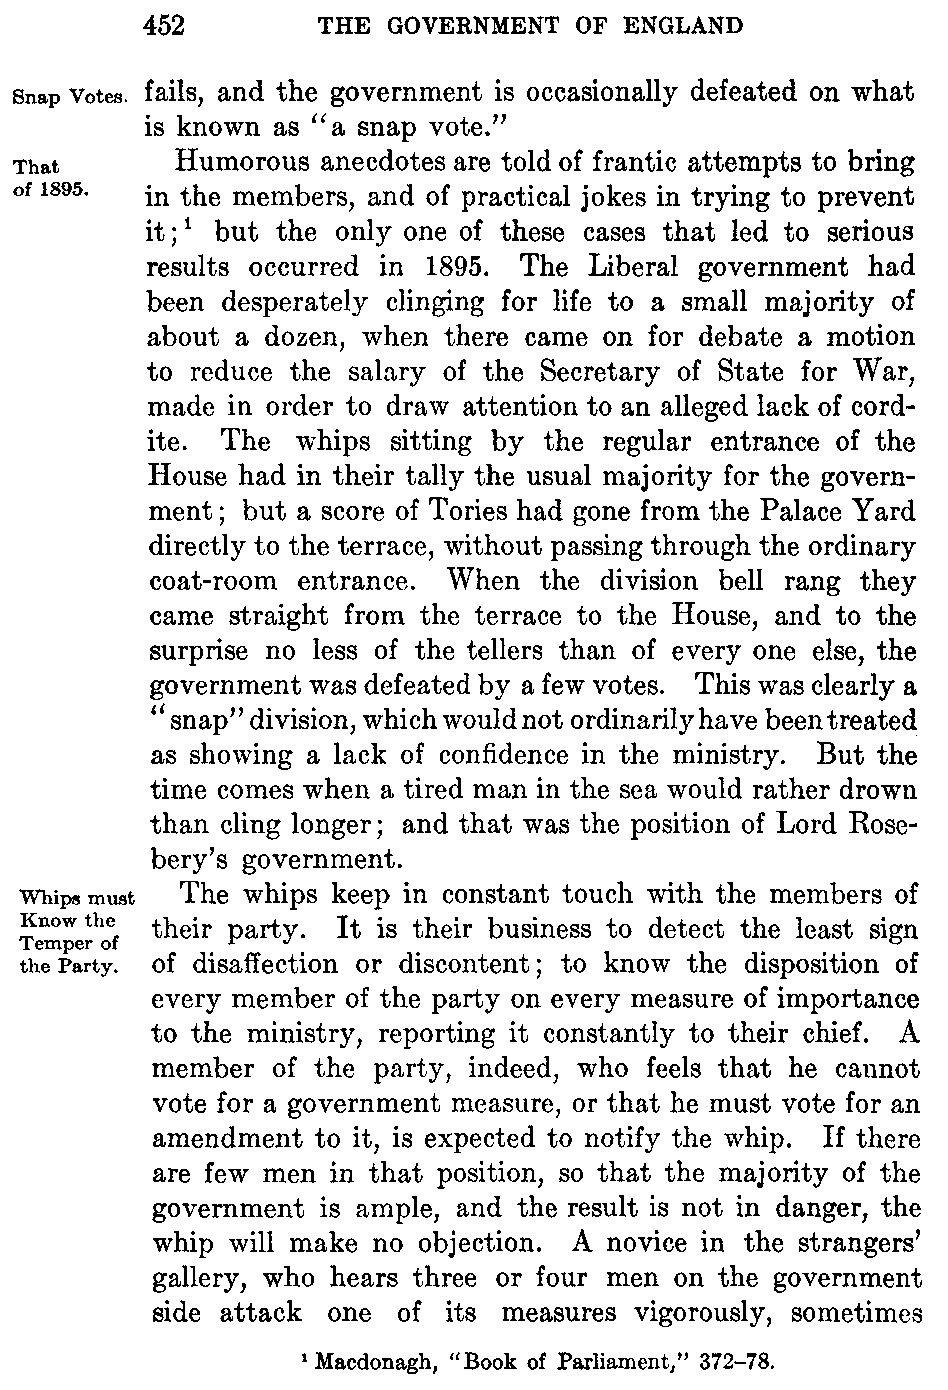 452 THE GOVERNMENT OF ENGLAND
Snap Votes. fails, and the government is occasionally defeated on what
is known as "a snap vote."
That Humorous anecdotes are told of frantic attempts to bring
of 1895. in the members, and of practical jokes in trying to prevent
it;¹ but the only one of these cases that led to serious
results occurred in 1895. The Liberal government had
been desperately clinging for life to a small majority of
about a dozen, when there came on for debate a motion
to reduce the salary of the Secretary of State for War,
made in order to draw attention to an alleged lack of cord-
ite. The whips sitting by the regular entrance of the
House had in their tally the usual majority for the govern-
ment; but a score of Tories had gone from the Palace Yard
directly to the terrace, without passing through the ordinary
coat-room entrance. When the division bell rang they
came straight from the terrace to the House, and to the
surprise no less of the tellers than of every one else, the
government was defeated by a few votes. This was clearly a
"snap" division, which would not ordinarily have been treated
as showing a lack of confidence in the ministry. But the
time comes when a tired man in the sea would rather drown
than cling longer; and that was the position of Lord Rose-
bery's government.
Whips must The whips keep in constant touch with the members of
Know the their party. It is their business to detect the least sign
Temper of
the Party. of disaffection or discontent; to know the disposition of
every member of the party on every measure of importance
to the ministry, reporting it constantly to their chief. A
member of the party, indeed, who feels that he cannot
vote for a government measure, or that he must vote for an
amendment to it, is expected to notify the whip. If there
are few men in that position, so that the majority of the
government is ample, and the result is not in danger, the
whip will make no objection. A novice in the strangers'
gallery, who hears three or four men on the government
side attack one of its measures vigorously, sometimes
¹ Macdonagh, "Book of Parliament," 372–78.